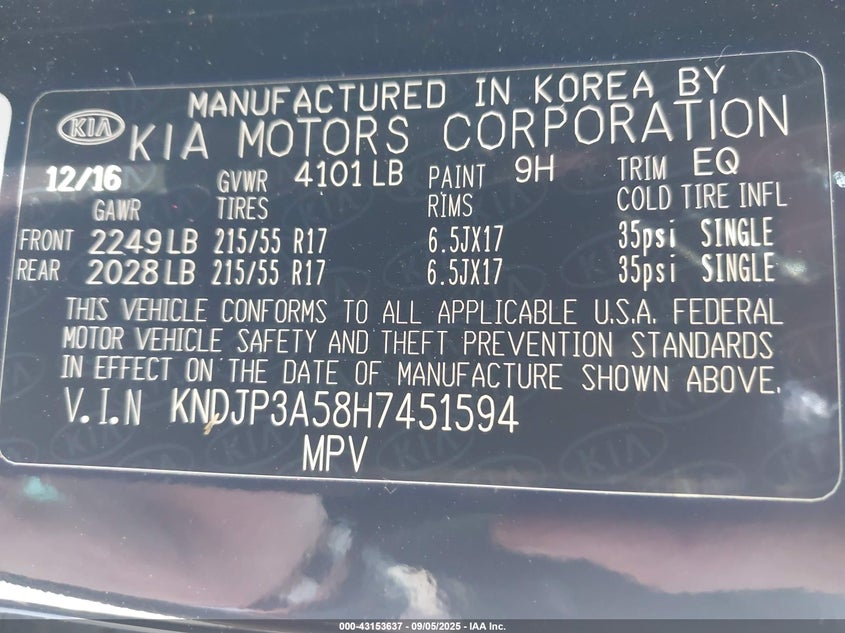 MANUFACTURED IN KOREA BY
KIA KIA MOTORS CORPORATION
12/16 GVWR 4101 LB PAINT 9H TRIM EQ
GAWR TIRES RIMS COLD TIRE INFL
FRONT 2249 LB 215/55 R17 6.5JX17 35psi SINGLE
REAR 2028 LB 215/55 R17 6.5JX17 35psi SINGLE
THIS VEHICLE CONFORMS TO ALL APPLICABLE U.S.A. FEDERAL
MOTOR VEHICLE SAFETY AND THEFT PREVENTION STANDARDS
IN EFFECT ON THE DATE OF MANUFACTURE SHOWN ABOVE.
V.I.N KNDJP3A58H7451594
MPV
000-43153637 - 09/05/2025 - IAA Inc.